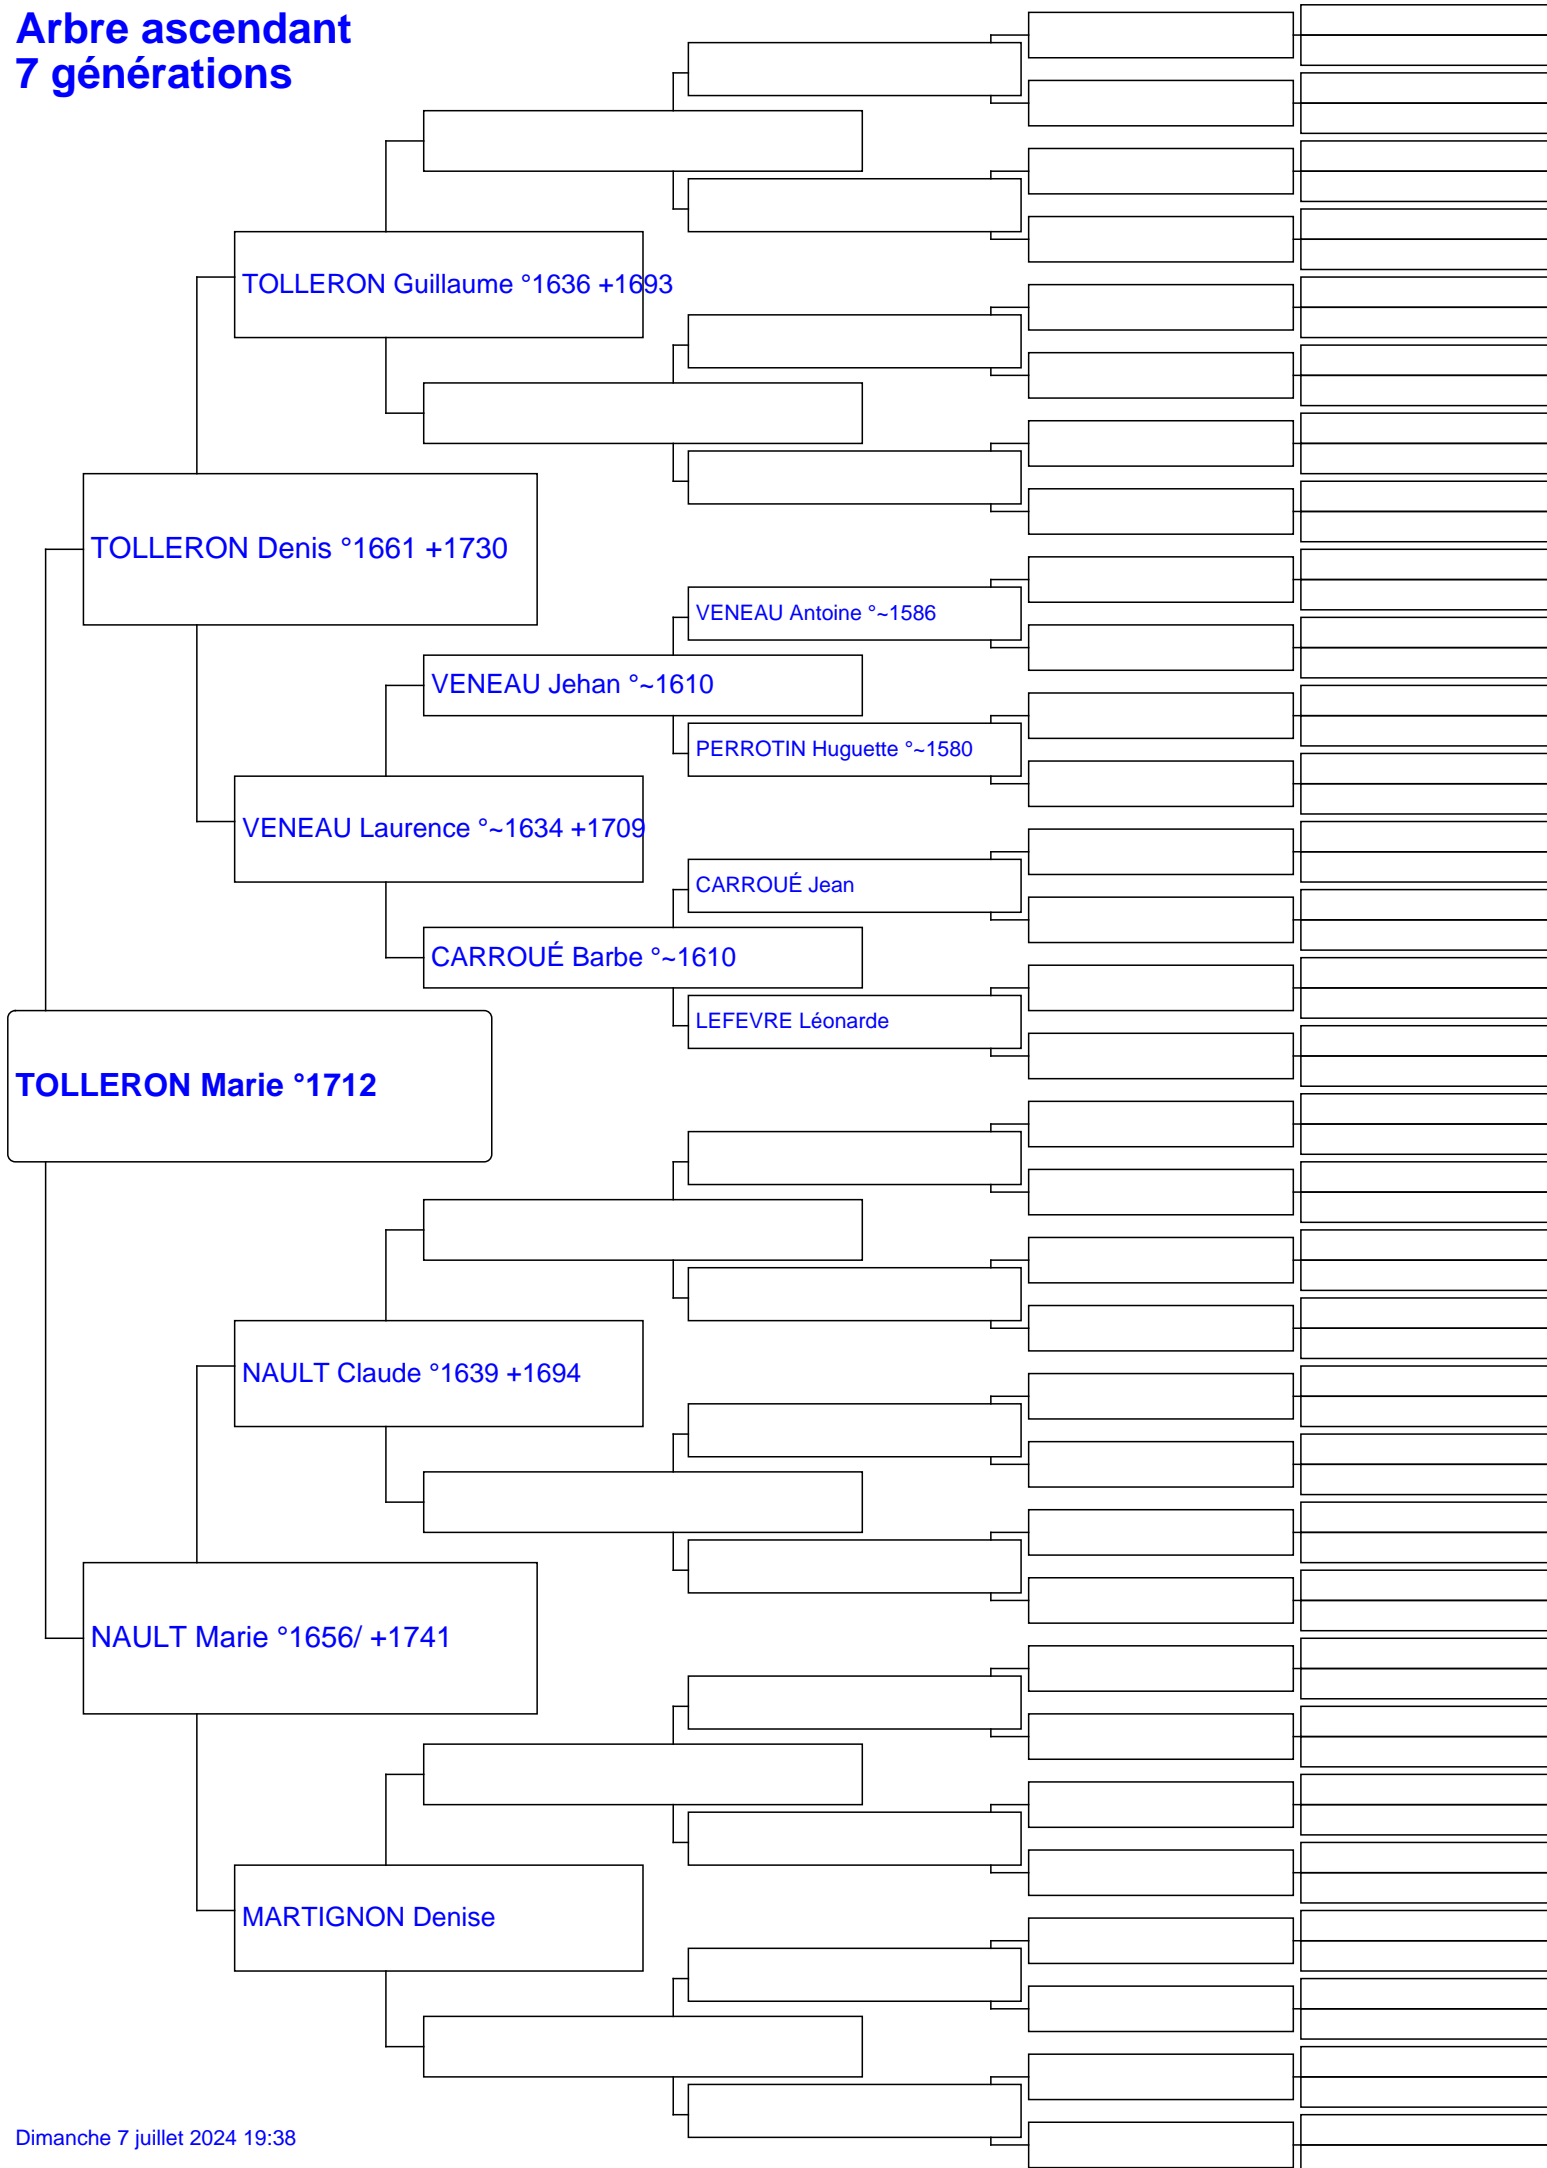 Arbre ascendant
7 générations
TOLLERON Guillaume °1636 +1693
TOLLERON Denis °1661 +1730
VENEAU Antoine °~1586
VENEAU Jehan °~1610
PERROTIN Huguette °~1580
VENEAU Laurence °~1634 +1709
CARROUÉ Jean
CARROUÉ Barbe °~1610
LEFEVRE Léonarde
TOLLERON Marie °1712
NAULT Claude °1639 +1694
NAULT Marie °1656/ +1741
MARTIGNON Denise
Dimanche 7 juillet 2024 19:38